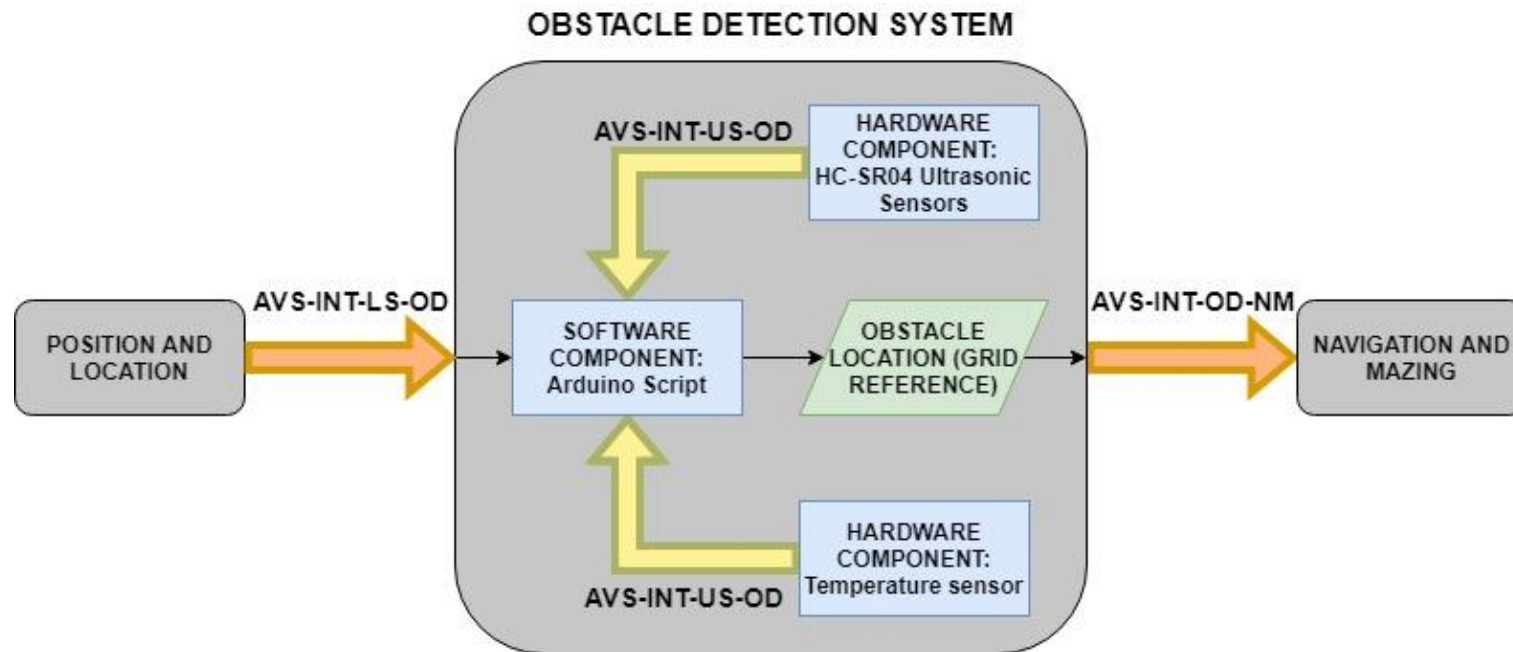 OBSTACLE DETECTION SYSTEM
AVS-INT-US-OD
HARDWARE
COMPONENT:
HC-SR04 Ultrasonic
Sensors
AVS-INT-LS-OD
AVS-INT-OD-NM
POSITION AND
LOCATION
SOFTWARE
COMPONENT:
Arduino Script
OBSTACLE
LOCATION (GRID
REFERENCE)
NAVIGATION AND
MAZING
HARDWARE
COMPONENT:
Temperature sensor
AVS-INT-US-OD